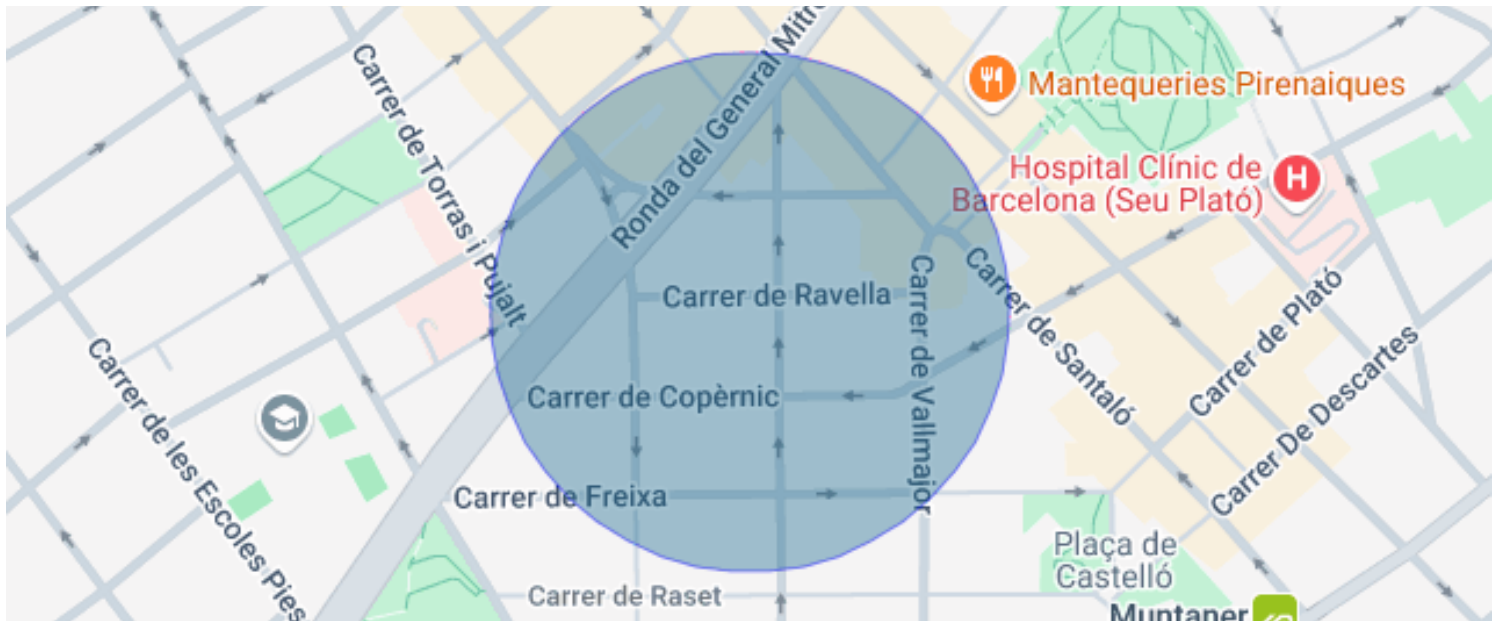 Carrer de Torras i Pujalt
Ronda del General Mitre
Mantequeries Pirenaiques
Hospital Clínic de
Barcelona (Seu Plató)
Carrer de Ravella
Carrer de Vallmajor
Carrer de Santaló
Carrer de Plató
Carrer De Descartes
Carrer de les Escoles Pies
Carrer de Copèrnic
Carrer de Freixa
Plaça de
Castelló
Carrer de Raset
Muntaner